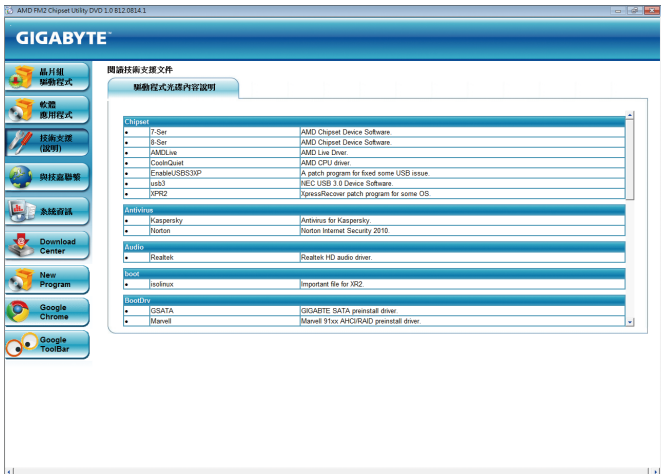 AMD FM2 Chipset Utility DVD 1.0 B12.0814.1
GIGABYTE™
晶片組
驅動程式
軟體
應用程式
技術支援
(說明)
與技嘉聯繫
系統資訊
Download
Center
New
Program
Google
Chrome
Google
ToolBar
閱讀技術支援文件
驅動程式光碟內容說明
Chipset
• 7-Ser AMD Chipset Device Software.
• 8-Ser AMD Chipset Device Software.
• AMDLive AMD Live Drver.
• CoolnQuiet AMD CPU driver.
• EnableUSBS3XP A patch program for fixed some USB issue.
• usb3 NEC USB 3.0 Device Software.
• XPR2 XpressRecover patch program for some OS.
Antivirus
• Kaspersky Antivirus for Kaspersky.
• Norton Norton Internet Security 2010.
Audio
• Realtek Realtek HD audio driver.
boot
• isolinux Important file for XR2.
BootDrv
• GSATA GIGABTE SATA preinstall driver.
• Marvell Marvell 91xx AHCI/RAID preinstall driver.